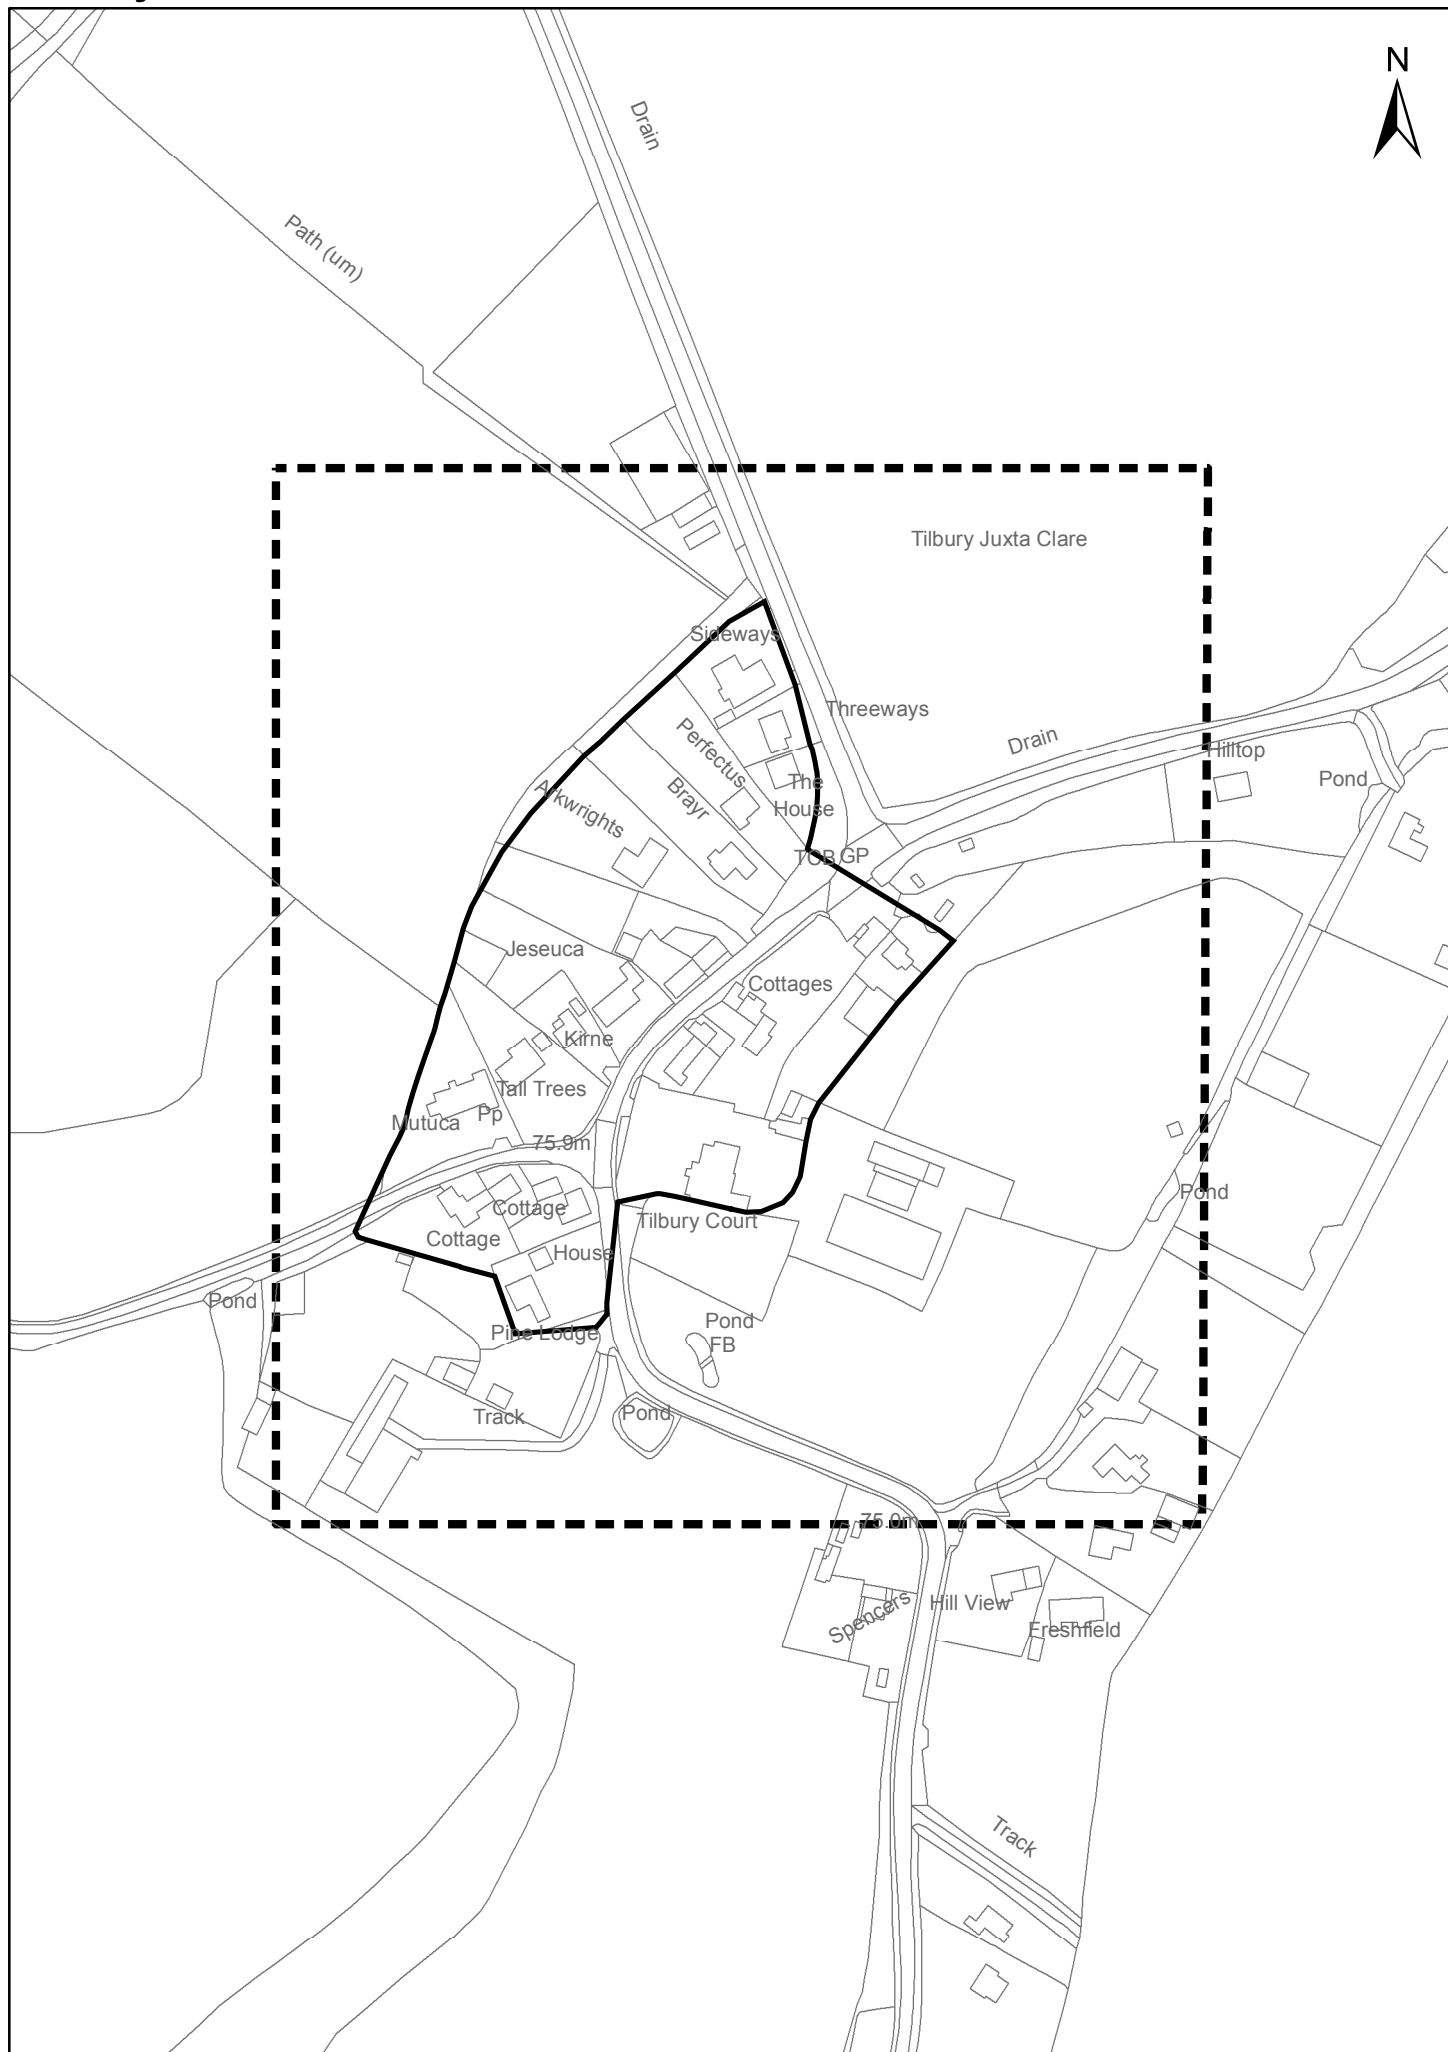 N
Drain
Path (um)
Tilbury Juxta Clare
Sideways
Threeways
Perfectus
Drain
Hilltop
Pond
The
House
Brayr
Arkwrights
TCB
GP
Jeseuca
Cottages
Kirne
Tall Trees
Pp
Mutuca
75.9m
Pond
Cottage
Tilbury Court
Cottage
House
Pond
Pond
FB
Pine Lodge
Track
Pond
75.0m
Spencers
Hill View
Freshfield
Track